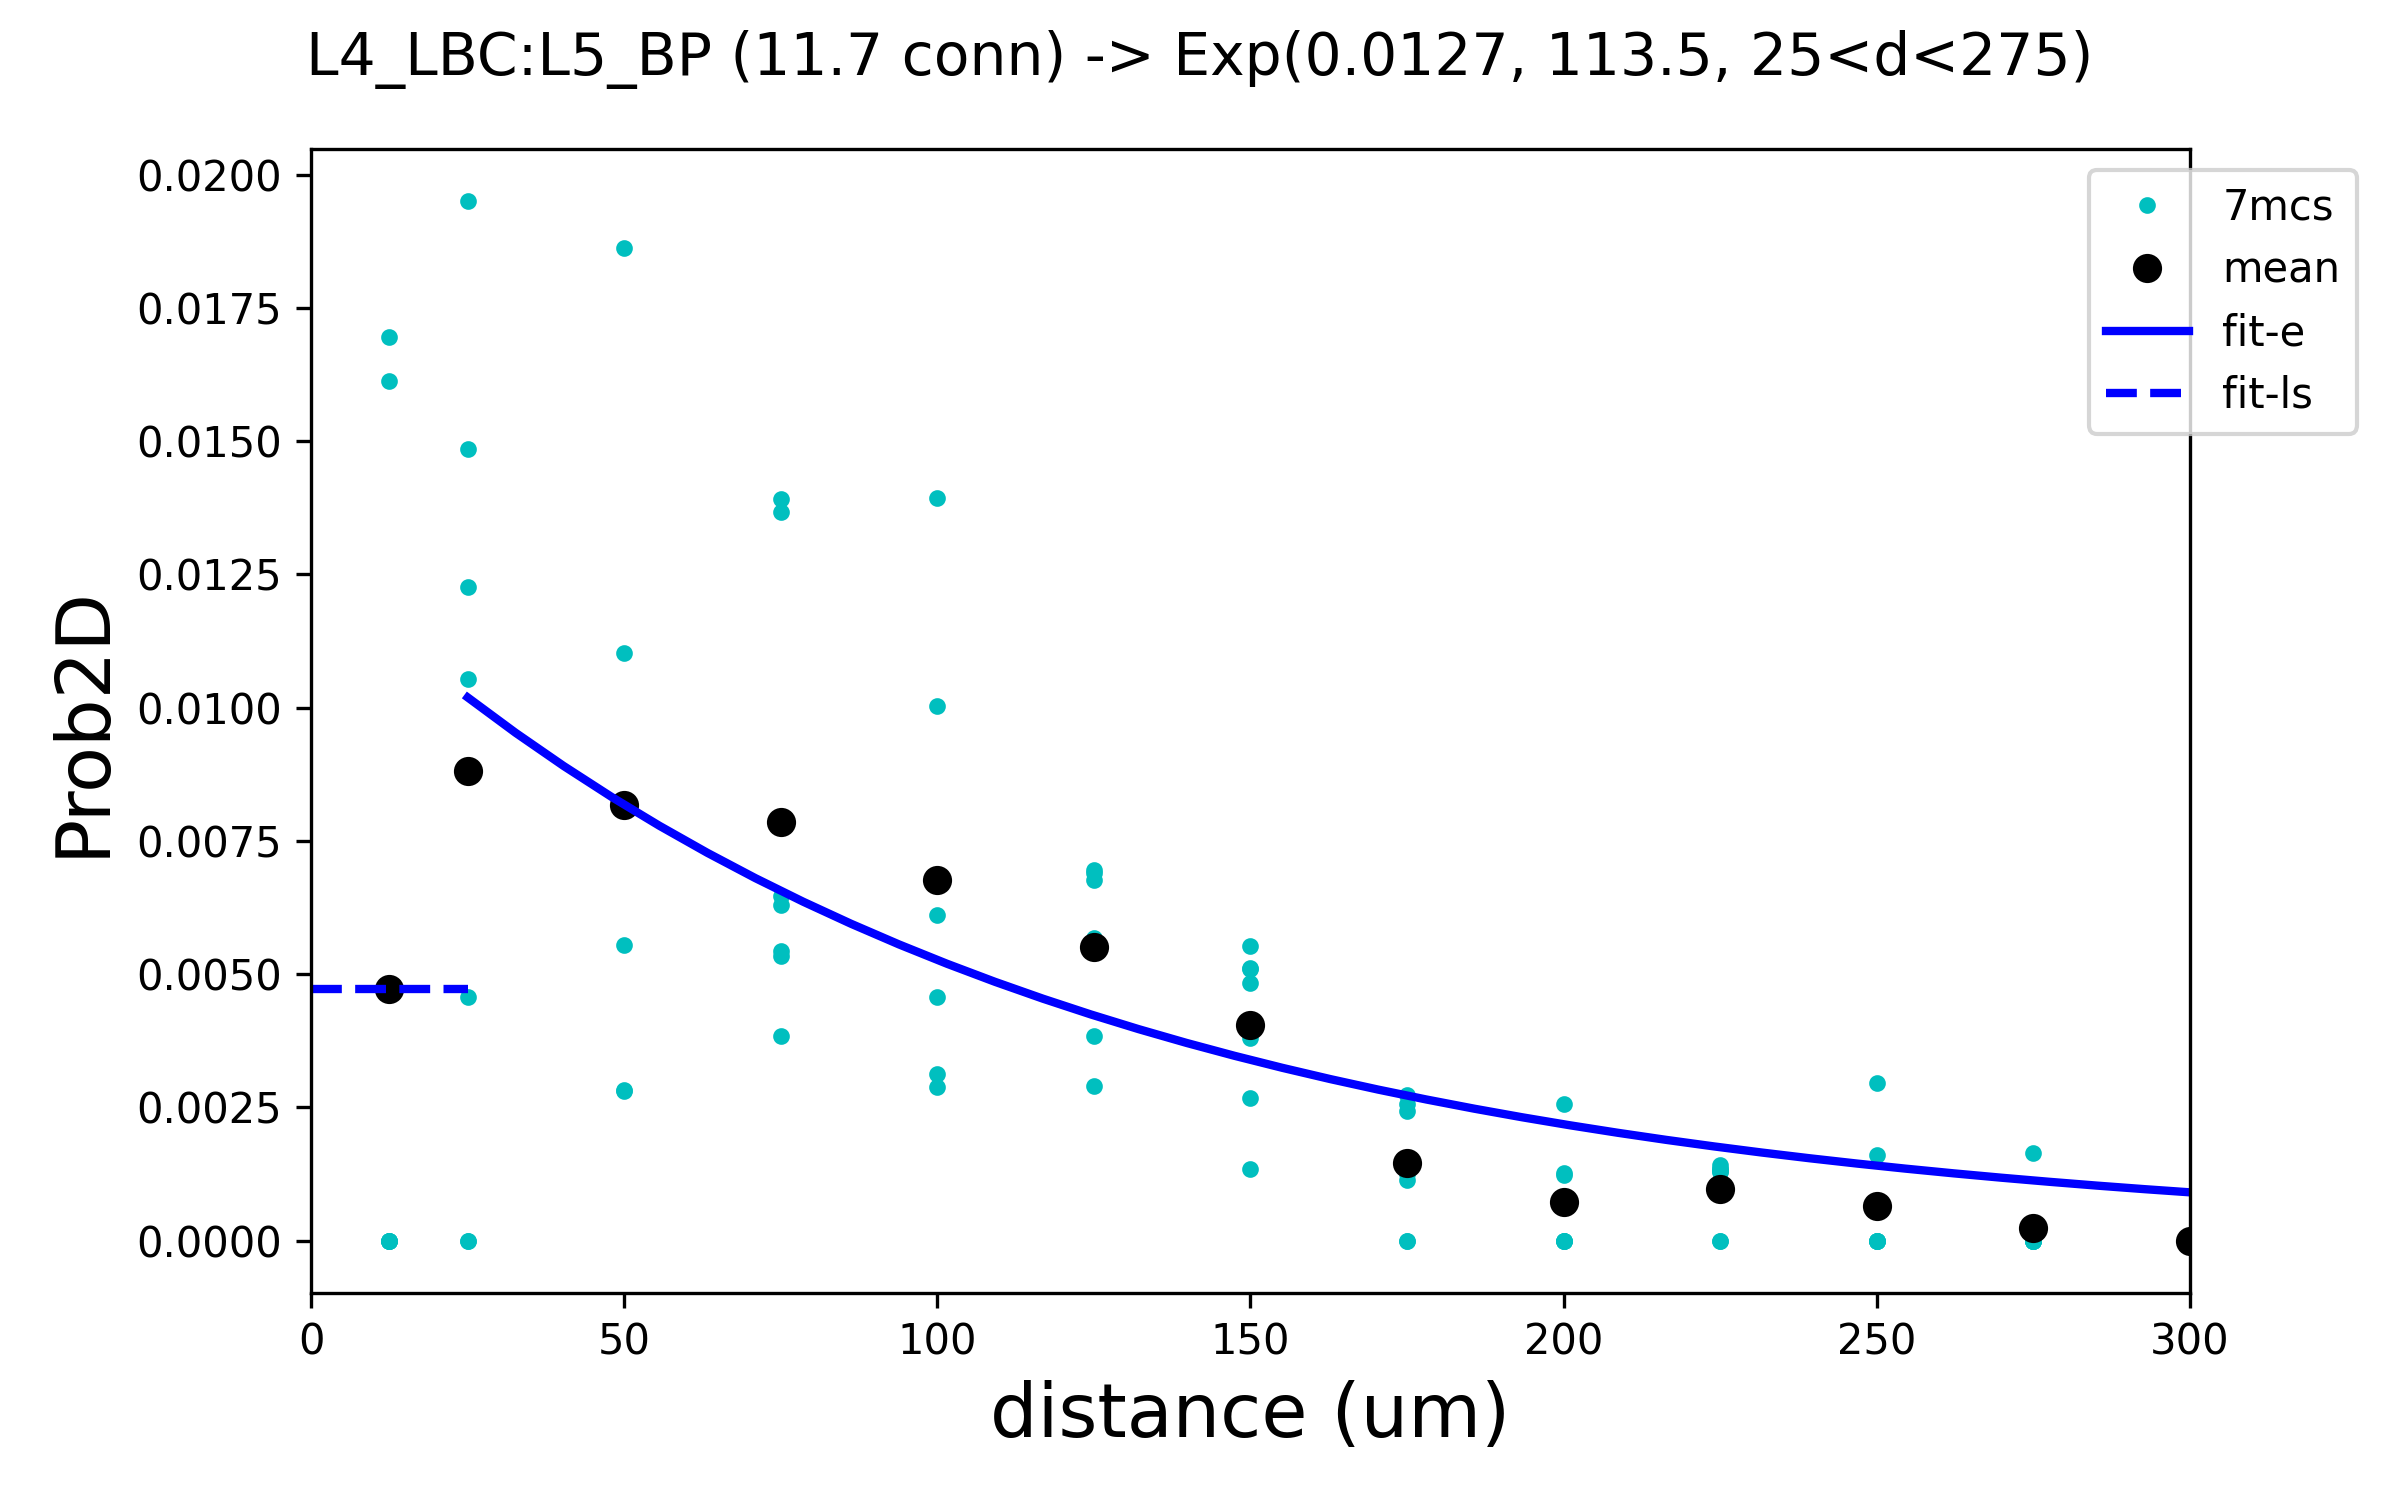 L4_LBC:L5_BP (11.7 conn) -> Exp(0.0127, 113.5, 25<d<275)
0.0200
0.0175
0.0150
0.0125
0.0100
0.0075
0.0050
0.0025
0.0000
Prob2D
7mcs
mean
fit-e
fit-ls
0
50
100
150
200
250
300
distance (um)